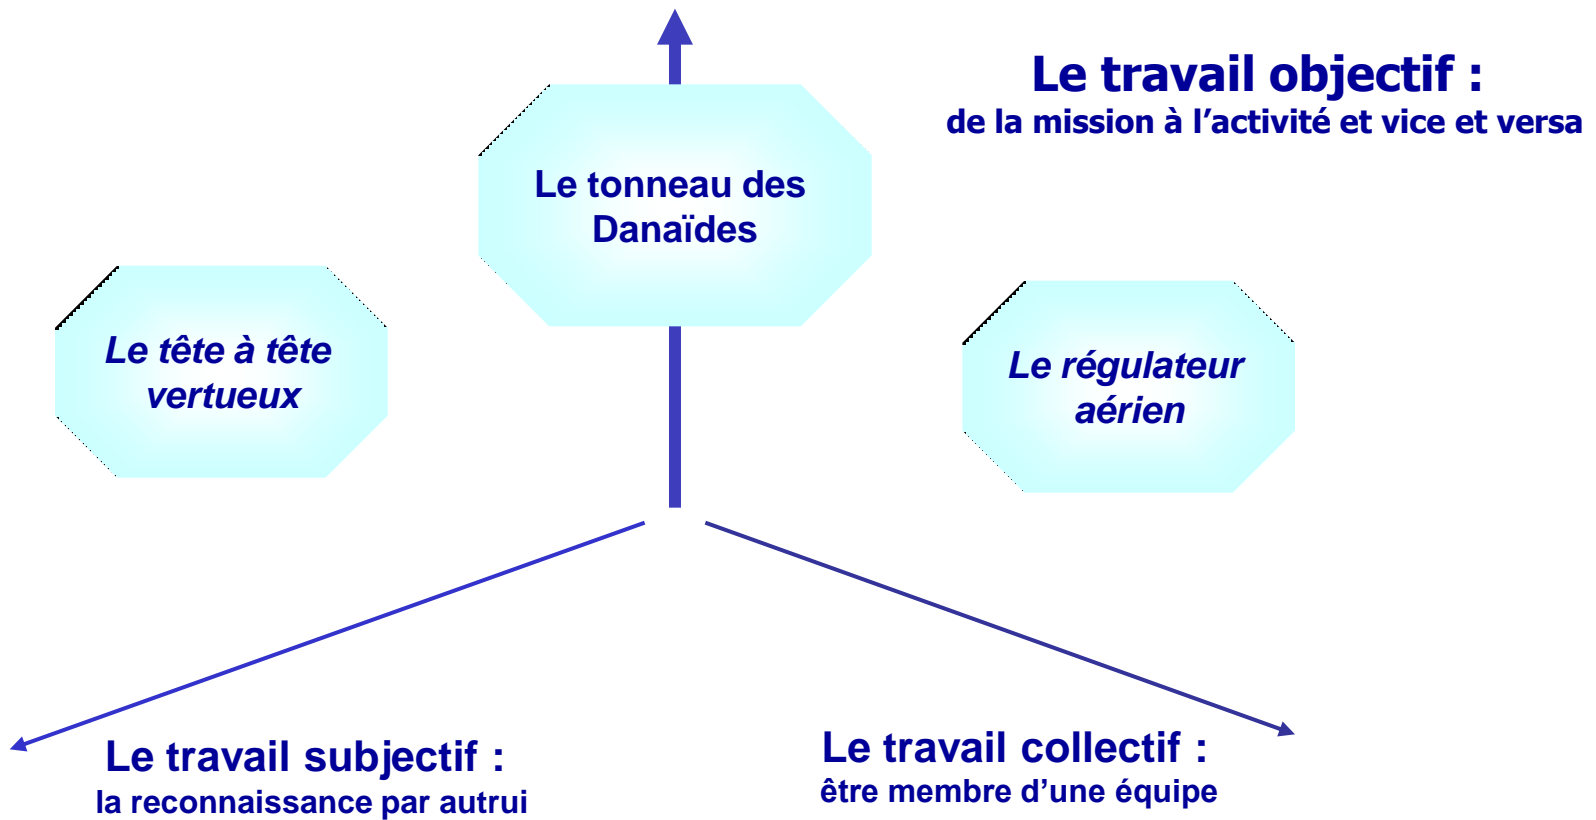 Le travail objectif :
de la mission à l’activité et vice et versa
Le tonneau des
Danaïdes
Le tête à tête
vertueux
Le régulateur
aérien
Le travail subjectif :
la reconnaissance par autrui
Le travail collectif :
être membre d’une équipe